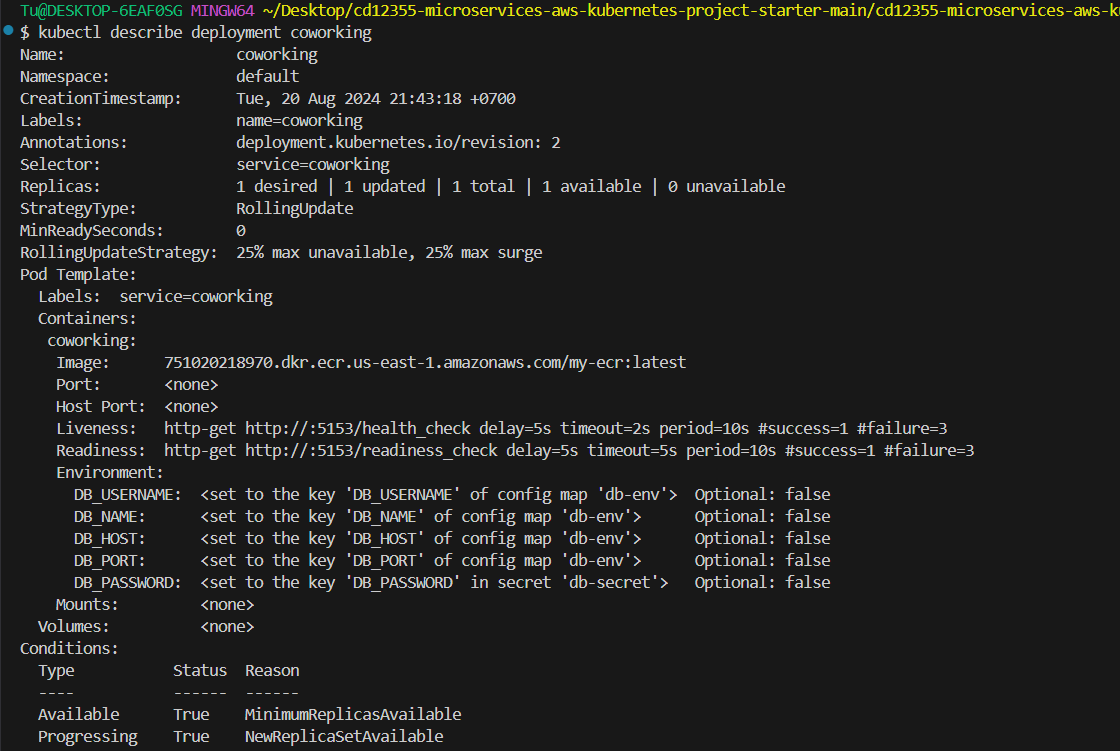 Tu@DESKTOP-6EAF0SG MINGW64 ~/Desktop/cd12355-microservices-aws-kubernetes-project-starter-main/cd12355-microservices-aws-k
$ kubectl describe deployment coworking
Name:                   coworking
Namespace:              default
CreationTimestamp:      Tue, 20 Aug 2024 21:43:18 +0700
Labels:                 name=coworking
Annotations:            deployment.kubernetes.io/revision: 2
Selector:               service=coworking
Replicas:               1 desired | 1 updated | 1 total | 1 available | 0 unavailable
StrategyType:           RollingUpdate
MinReadySeconds:        0
RollingUpdateStrategy:  25% max unavailable, 25% max surge
Pod Template:
  Labels:  service=coworking
  Containers:
   coworking:
    Image:      751020218970.dkr.ecr.us-east-1.amazonaws.com/my-ecr:latest
    Port:       <none>
    Host Port:  <none>
    Liveness:   http-get http://:5153/health_check delay=5s timeout=2s period=10s #success=1 #failure=3
    Readiness:  http-get http://:5153/readiness_check delay=5s timeout=5s period=10s #success=1 #failure=3
    Environment:
      DB_USERNAME:  <set to the key 'DB_USERNAME' of config map 'db-env'>  Optional: false
      DB_NAME:      <set to the key 'DB_NAME' of config map 'db-env'>      Optional: false
      DB_HOST:      <set to the key 'DB_HOST' of config map 'db-env'>      Optional: false
      DB_PORT:      <set to the key 'DB_PORT' of config map 'db-env'>      Optional: false
      DB_PASSWORD:  <set to the key 'DB_PASSWORD' in secret 'db-secret'>   Optional: false
    Mounts:         <none>
  Volumes:          <none>
Conditions:
  Type           Status  Reason
  ----           ------  ------
  Available      True    MinimumReplicasAvailable
  Progressing    True    NewReplicaSetAvailable